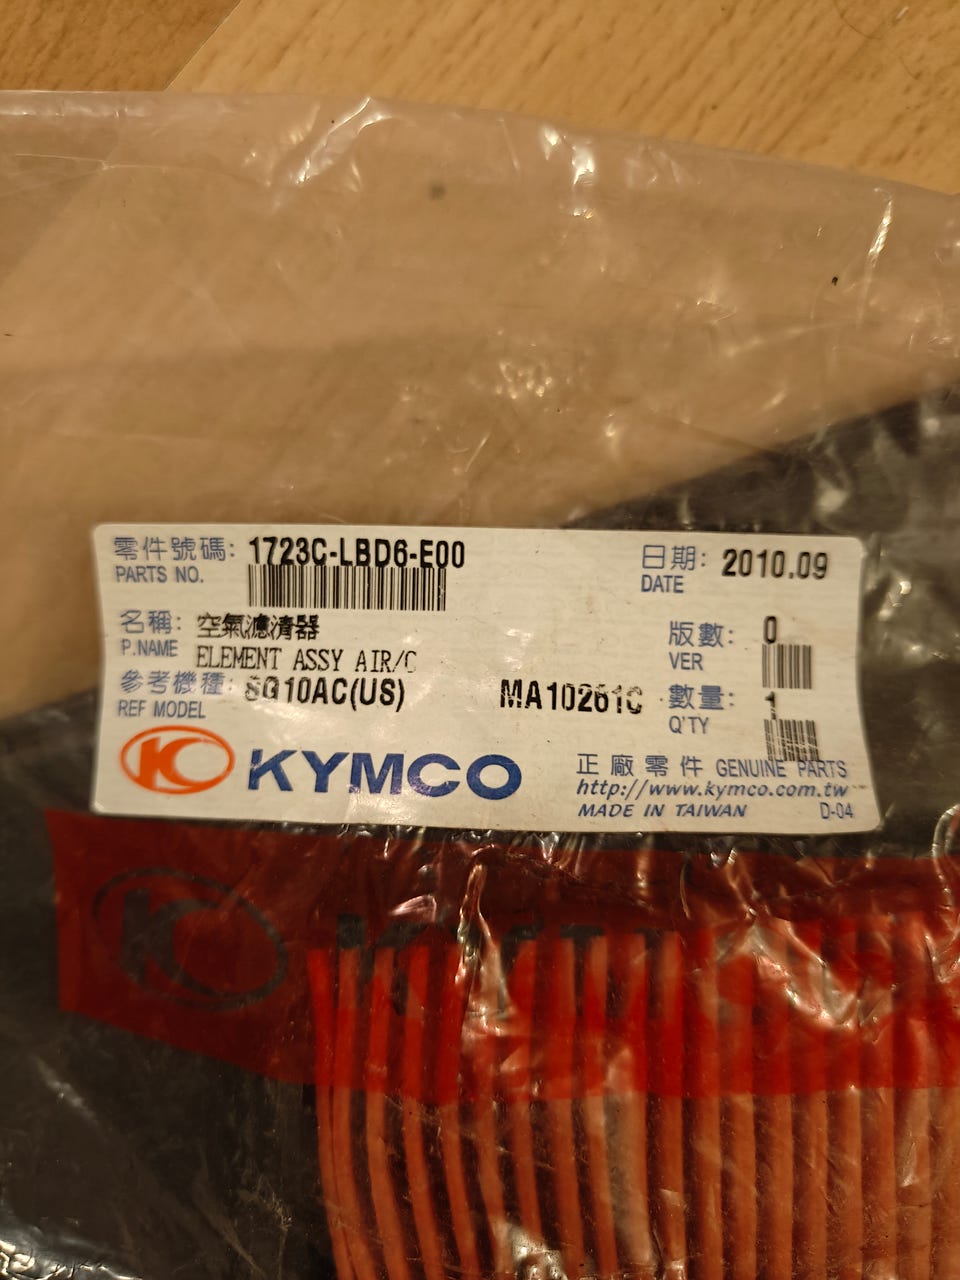 零件號碼: 1723C-LBD6-E00
PARTS NO.
日期: 2010.09
DATE
名稱: 空氣濾清器
P.NAME ELEMENT ASSY AIR/C
版數: 0
VER
參考機種: SG10AC(US) MA10261C
REF MODEL
數量: 1
Q'TY
KYMCO
正廠零件 GENUINE PARTS
http://www.kymco.com.tw
MADE IN TAIWAN D-04